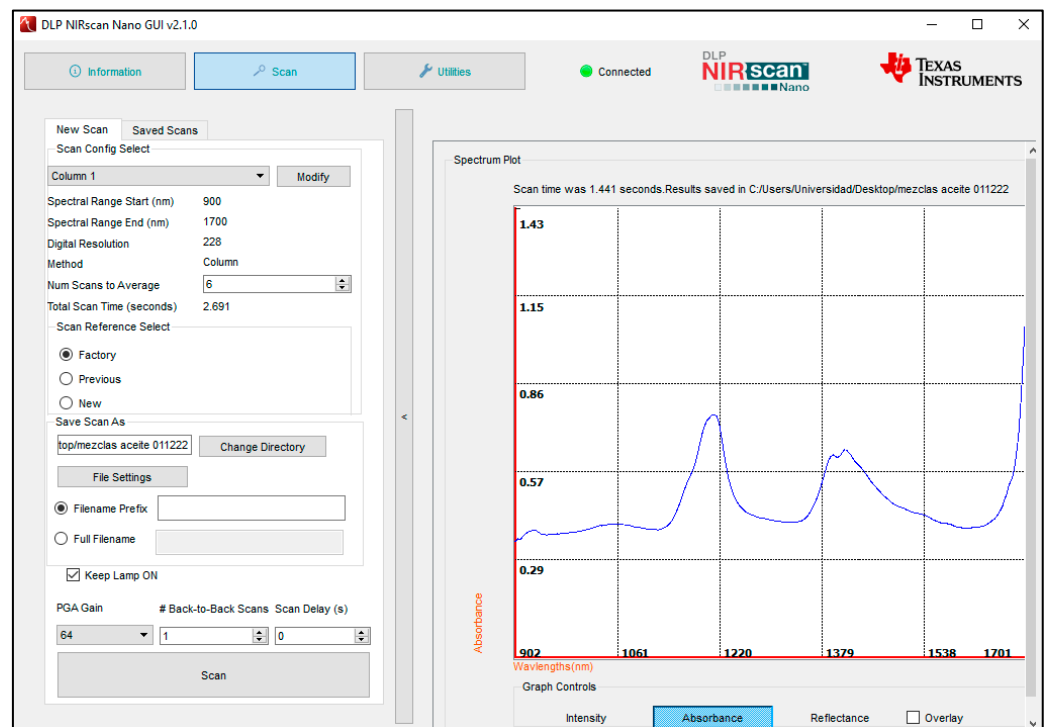 DLP NIRscan Nano GUI v2.1.0
Information
Scan
Utilities
Connected
DLP
NIRscan
Nano
TEXAS
INSTRUMENTS
New Scan Saved Scans
Scan Config Select
Column 1 Modify
Spectral Range Start (nm) 900
Spectral Range End (nm) 1700
Digital Resolution 228
Method Column
Num Scans to Average 6
Total Scan Time (seconds) 2.691
Scan Reference Select
Factory
Previous
New
Save Scan As
top/mezclas aceite 011222 Change Directory
File Settings
Filename Prefix
Full Filename
Keep Lamp ON
PGA Gain # Back-to-Back Scans Scan Delay (s)
64 1 0
Scan
<
Spectrum Plot
Scan time was 1.441 seconds.Results saved in C:/Users/Universidad/Desktop/mezclas aceite 011222
1.43
1.15
0.86
0.57
0.29
Absorbance
902 1061 1220 1379 1538 1701
Wavlengths(nm)
Graph Controls
Intensity Absorbance Reflectance Overlay